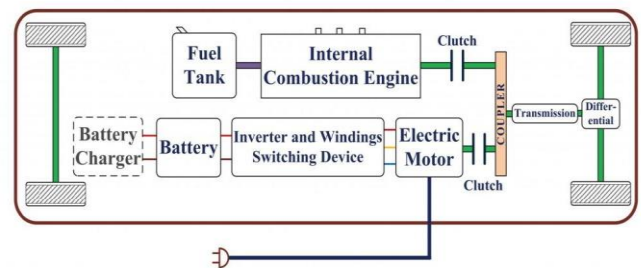 Fuel
Tank
Internal
Combustion Engine
Clutch
COUPLER
Transmission
Differ-
ential
Battery
Charger
Battery
Inverter and Windings
Switching Device
Electric
Motor
Clutch